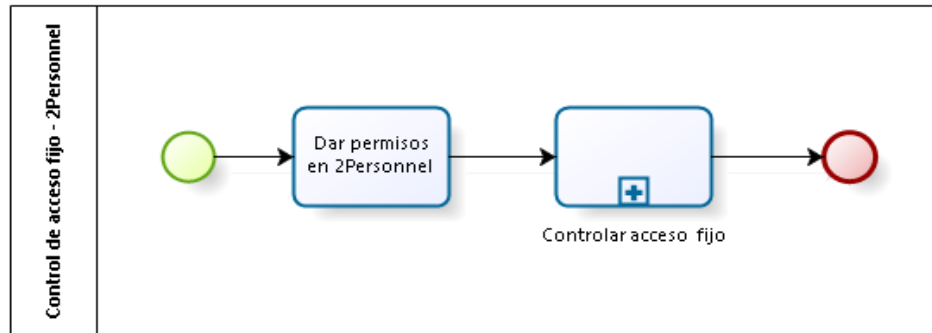 Control de acceso fijo - 2Personnel
Dar permisos
en 2Personnel
Controlar acceso fijo